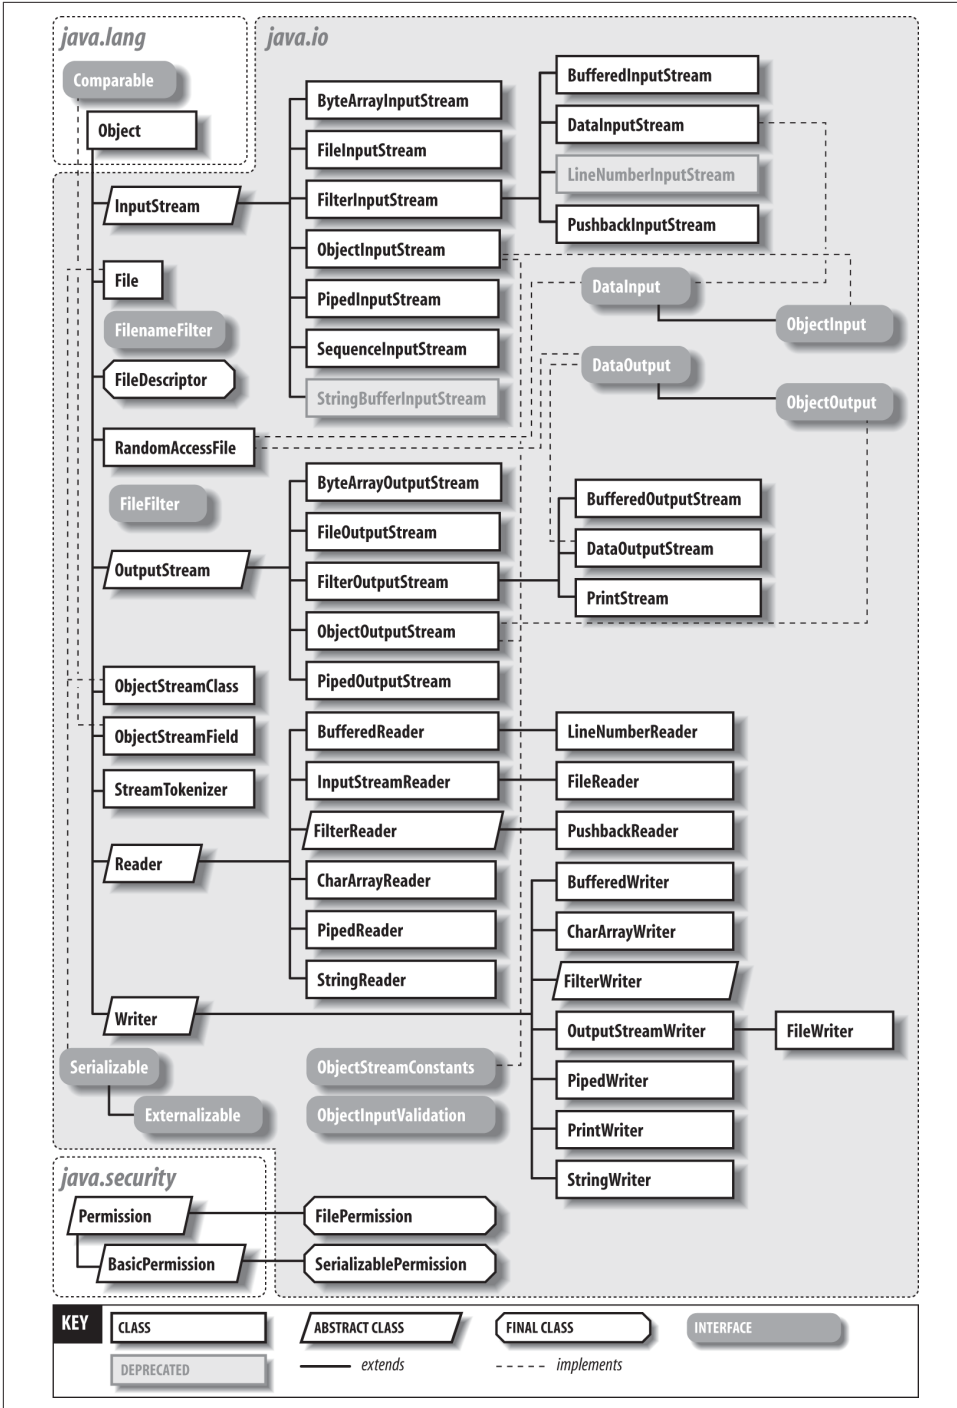 java.lang
Comparable
Object
java.io
InputStream
File
FilenameFilter
FileDescriptor
RandomAccessFile
FileFilter
OutputStream
ObjectStreamClass
ObjectStreamField
StreamTokenizer
Reader
Writer
Serializable
Externalizable
ByteArrayInputStream
FileInputStream
FilterInputStream
ObjectInputStream
PipedInputStream
SequenceInputStream
StringBufferInputStream
BufferedInputStream
DataInputStream
LineNumberInputStream
PushbackInputStream
DataInput
ObjectInput
DataOutput
ObjectOutput
ByteArrayOutputStream
FileOutputStream
FilterOutputStream
ObjectOutputStream
PipedOutputStream
BufferedOutputStream
DataOutputStream
PrintStream
BufferedReader
InputStreamReader
FilterReader
CharArrayReader
PipedReader
StringReader
LineNumberReader
FileReader
PushbackReader
BufferedWriter
CharArrayWriter
FilterWriter
OutputStreamWriter
PipedWriter
PrintWriter
StringWriter
FileWriter
ObjectStreamConstants
ObjectInputValidation
java.security
Permission
BasicPermission
FilePermission
SerializablePermission
KEY
CLASS
ABSTRACT CLASS
FINAL CLASS
INTERFACE
DEPRECATED
extends
implements